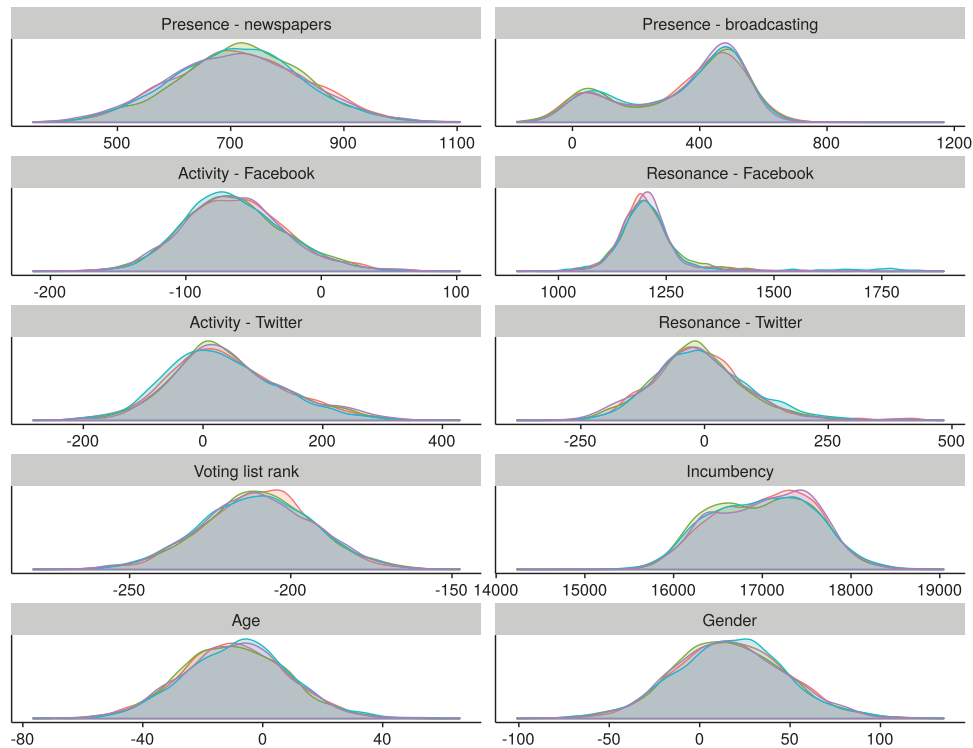 Presence - newspapers
Presence - broadcasting
500 700 900 1100
0 400 800 1200
Activity - Facebook
Resonance - Facebook
-200 -100 0 100
1000 1250 1500 1750
Activity - Twitter
Resonance - Twitter
-200 0 200 400
-250 0 250 500
Voting list rank
Incumbency
-250 -200 -150
14000 15000 16000 17000 18000 19000
Age
Gender
-80 -40 0 40
-100 -50 0 50 100